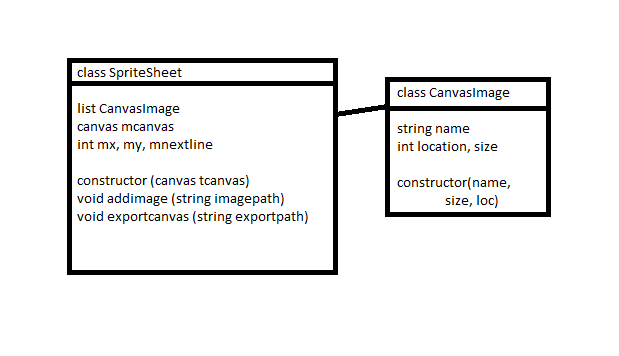 class SpriteSheet
list CanvasImage
canvas mcanvas
int mx, my, mnextline
constructor (canvas tcanvas)
void addimage (string imagepath)
void exportcanvas (string exportpath)
class CanvasImage
string name
int location, size
constructor(name,
size, loc)